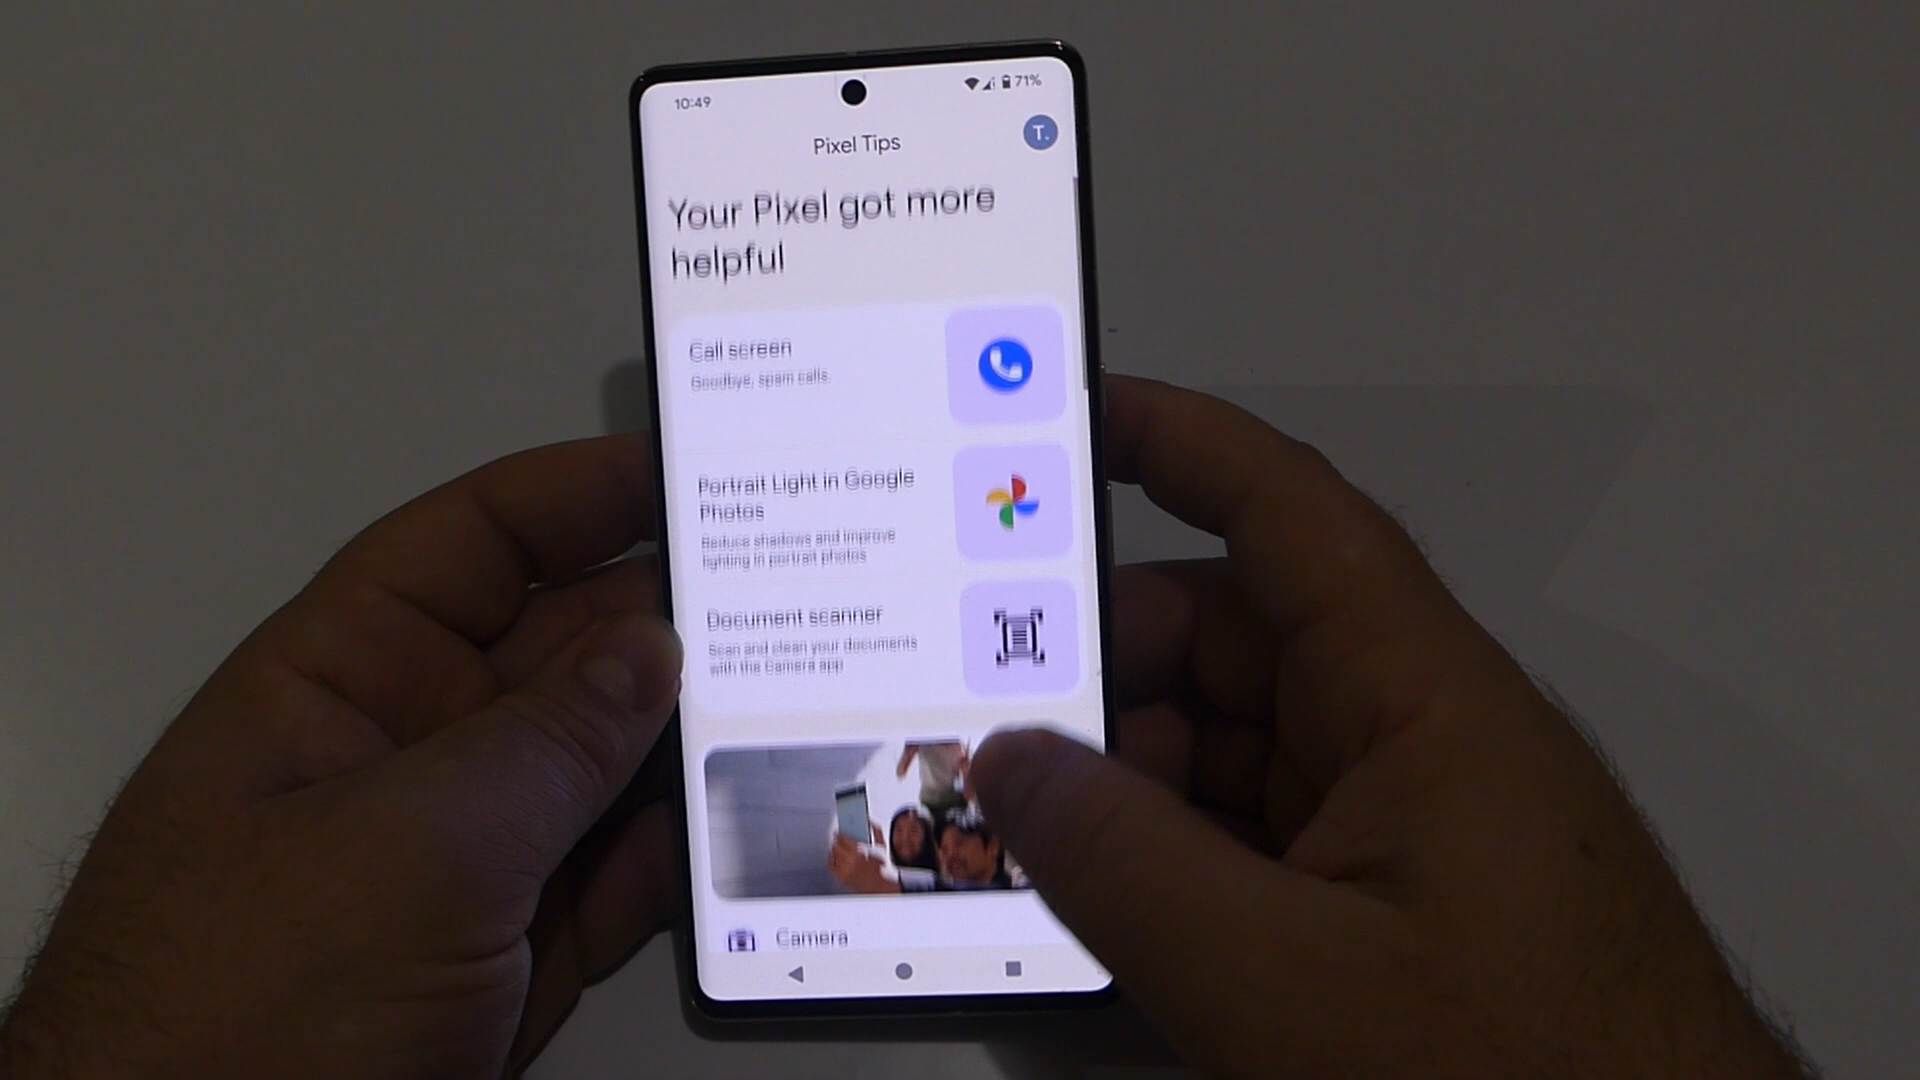 10:49
71%
Pixel Tips
T.
Your Pixel got more
helpful
Call screen
Goodbye, spam calls.
Portrait Light in Google
Photos
Reduce shadows and improve
lighting in portrait photos
Document scanner
Scan and clean your documents
with the Camera app
Camera